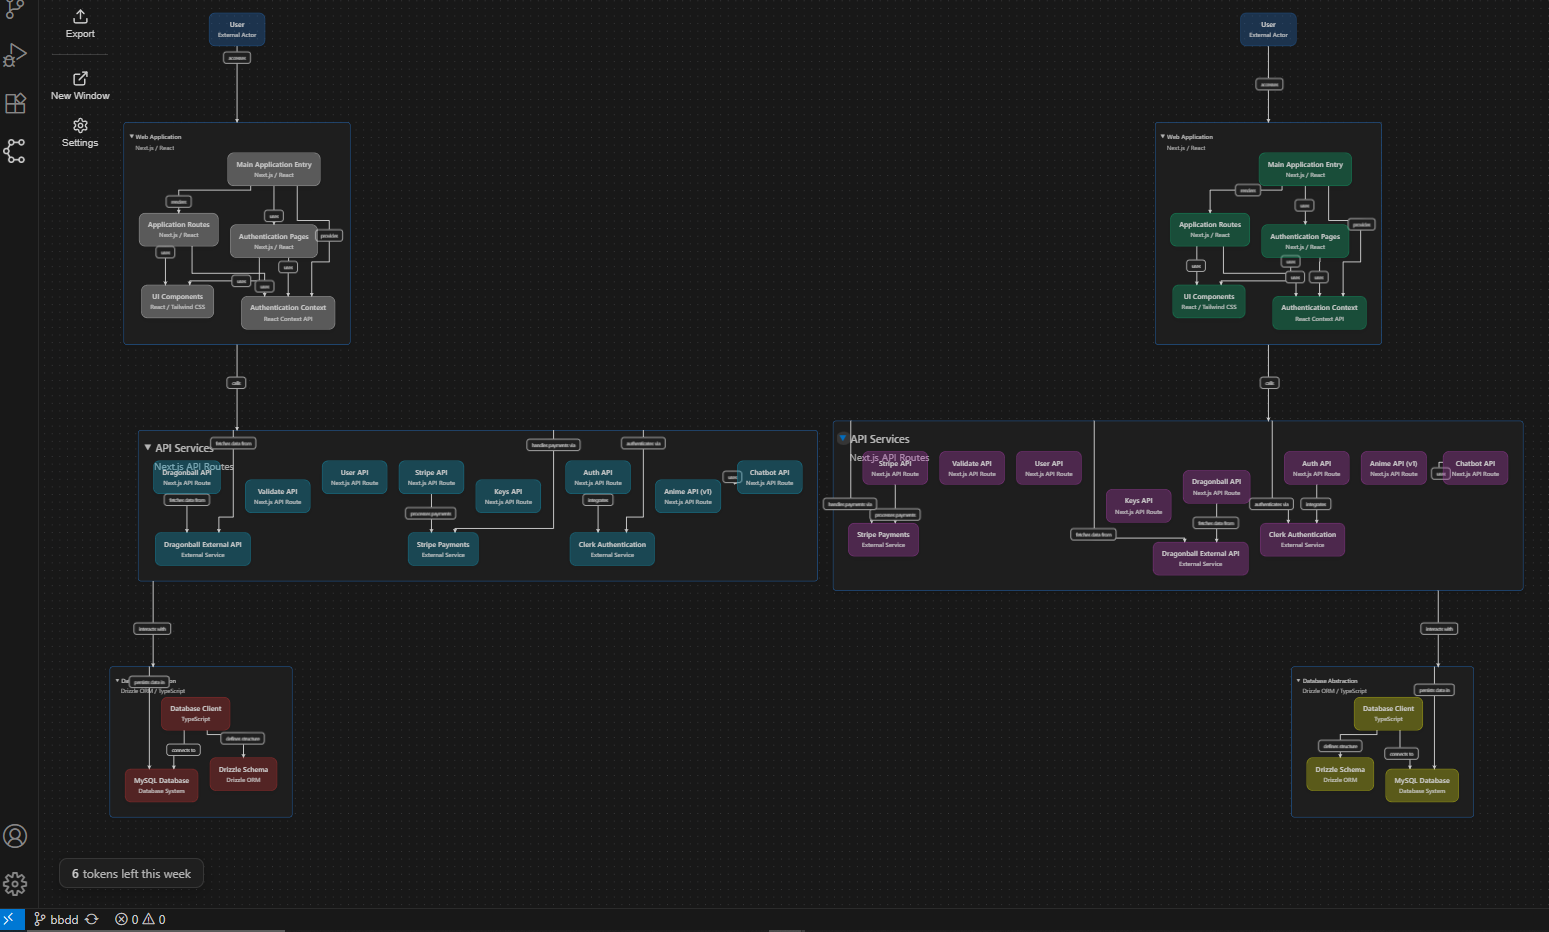 Export
New Window
Settings
User
External Actor
accesses
Web Application
Next.js / React
Main Application Entry
Next.js / React
renders
uses
provides
Application Routes
Next.js / React
Authentication Pages
Next.js / React
uses
uses
uses
uses
UI Components
React / Tailwind CSS
Authentication Context
React Context API
calls
API Services
Next.js API Routes
fetches data from
handles payments via
authenticates via
Dragonball API
Next.js API Route
Validate API
Next.js API Route
User API
Next.js API Route
Stripe API
Next.js API Route
Keys API
Next.js API Route
Auth API
Next.js API Route
Anime API (v1)
Next.js API Route
uses
Chatbot API
Next.js API Route
fetches data from
processes payments
integrates
Dragonball External API
External Service
Stripe Payments
External Service
Clerk Authentication
External Service
interacts with
Drizzle ORM / TypeScript
persists data in
Database Client
TypeScript
connects to
defines structure
MySQL Database
Database System
Drizzle Schema
Drizzle ORM
User
External Actor
accesses
Web Application
Next.js / React
Main Application Entry
Next.js / React
renders
uses
provides
Application Routes
Next.js / React
Authentication Pages
Next.js / React
uses
uses
uses
uses
UI Components
React / Tailwind CSS
Authentication Context
React Context API
calls
API Services
Next.js API Routes
Stripe API
Next.js API Route
Validate API
Next.js API Route
User API
Next.js API Route
Keys API
Next.js API Route
Dragonball API
Next.js API Route
Auth API
Next.js API Route
Anime API (v1)
Next.js API Route
uses
Chatbot API
Next.js API Route
handles payments via
processes payments
fetches data from
fetches data from
authenticates via
integrates
Stripe Payments
External Service
Dragonball External API
External Service
Clerk Authentication
External Service
interacts with
Database Abstraction
Drizzle ORM / TypeScript
persists data in
Database Client
TypeScript
defines structure
connects to
Drizzle Schema
Drizzle ORM
MySQL Database
Database System
6 tokens left this week
bbdd
0
0